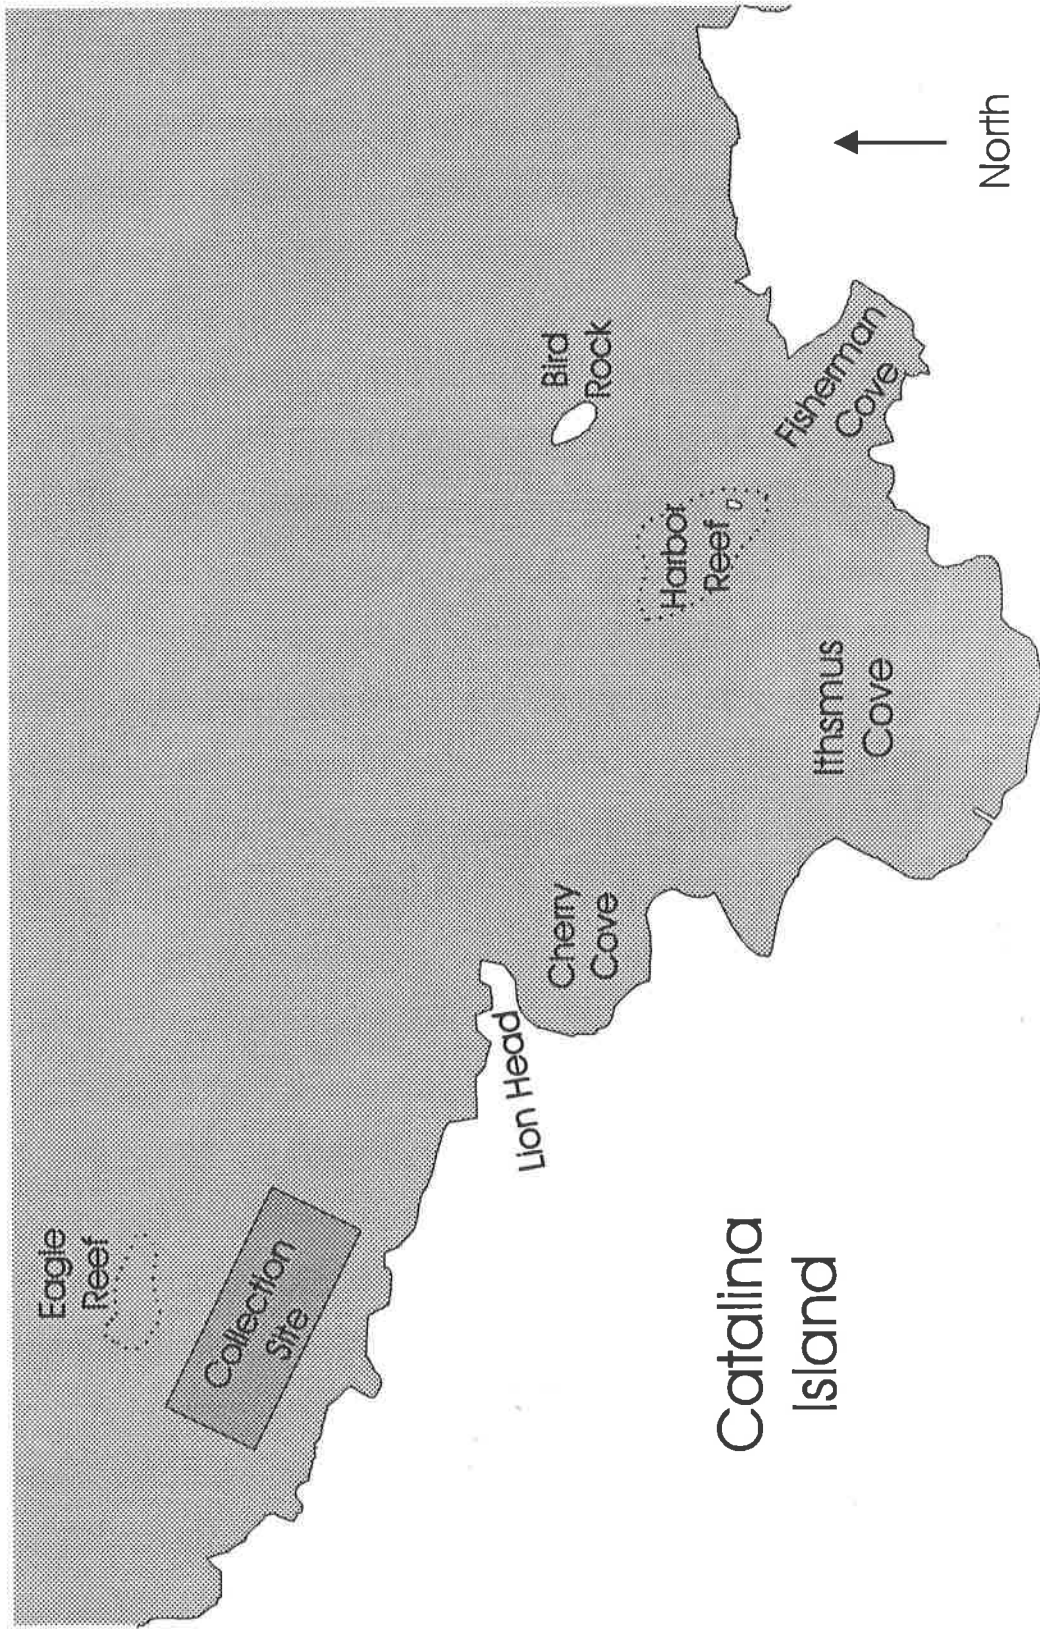 Eagle
Reef
Collection
Site
Lion Head
Cherry
Cove
Bird
Rock
Harbor
Reef
Fisherman
Cove
Ithsmus
Cove
Catalina
Island
North